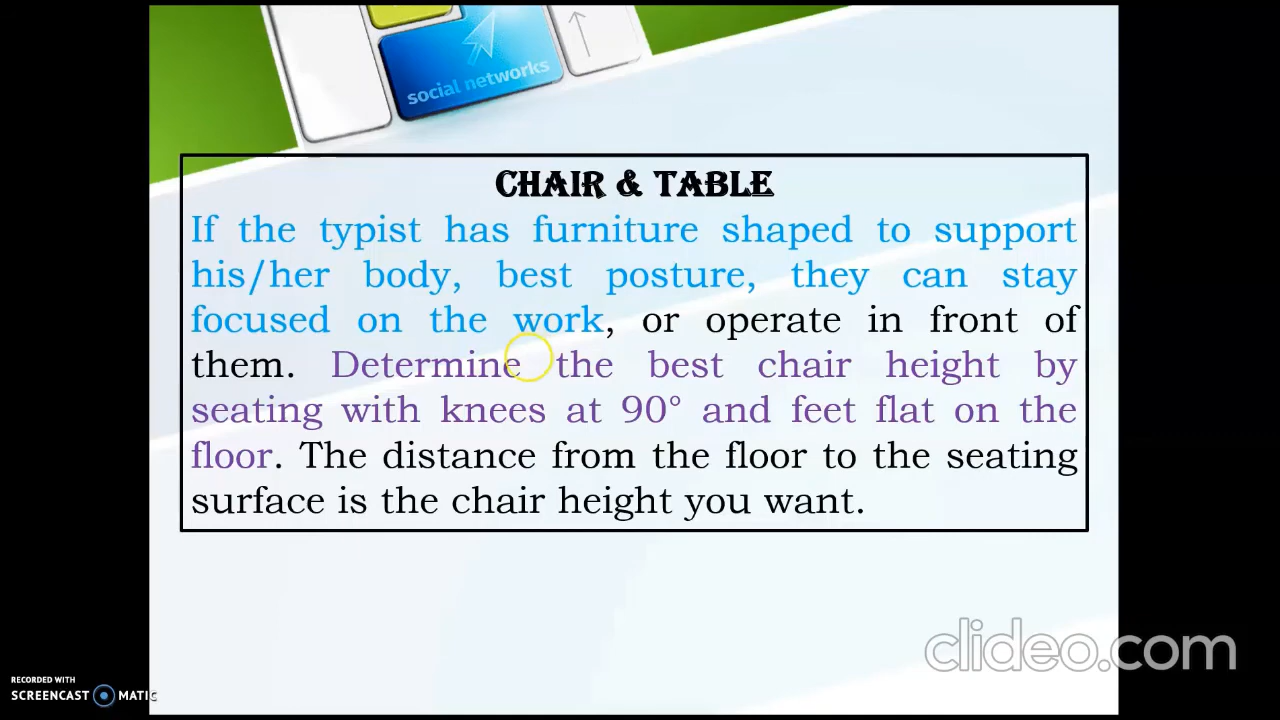 social networks
CHAIR & TABLE
If the typist has furniture shaped to support
his/her body, best posture, they can stay
focused on the work, or operate in front of
them. Determine the best chair height by
seating with knees at 90° and feet flat on the
floor. The distance from the floor to the seating
surface is the chair height you want.
clideo.com
RECORDED WITH
SCREENCAST MATIC